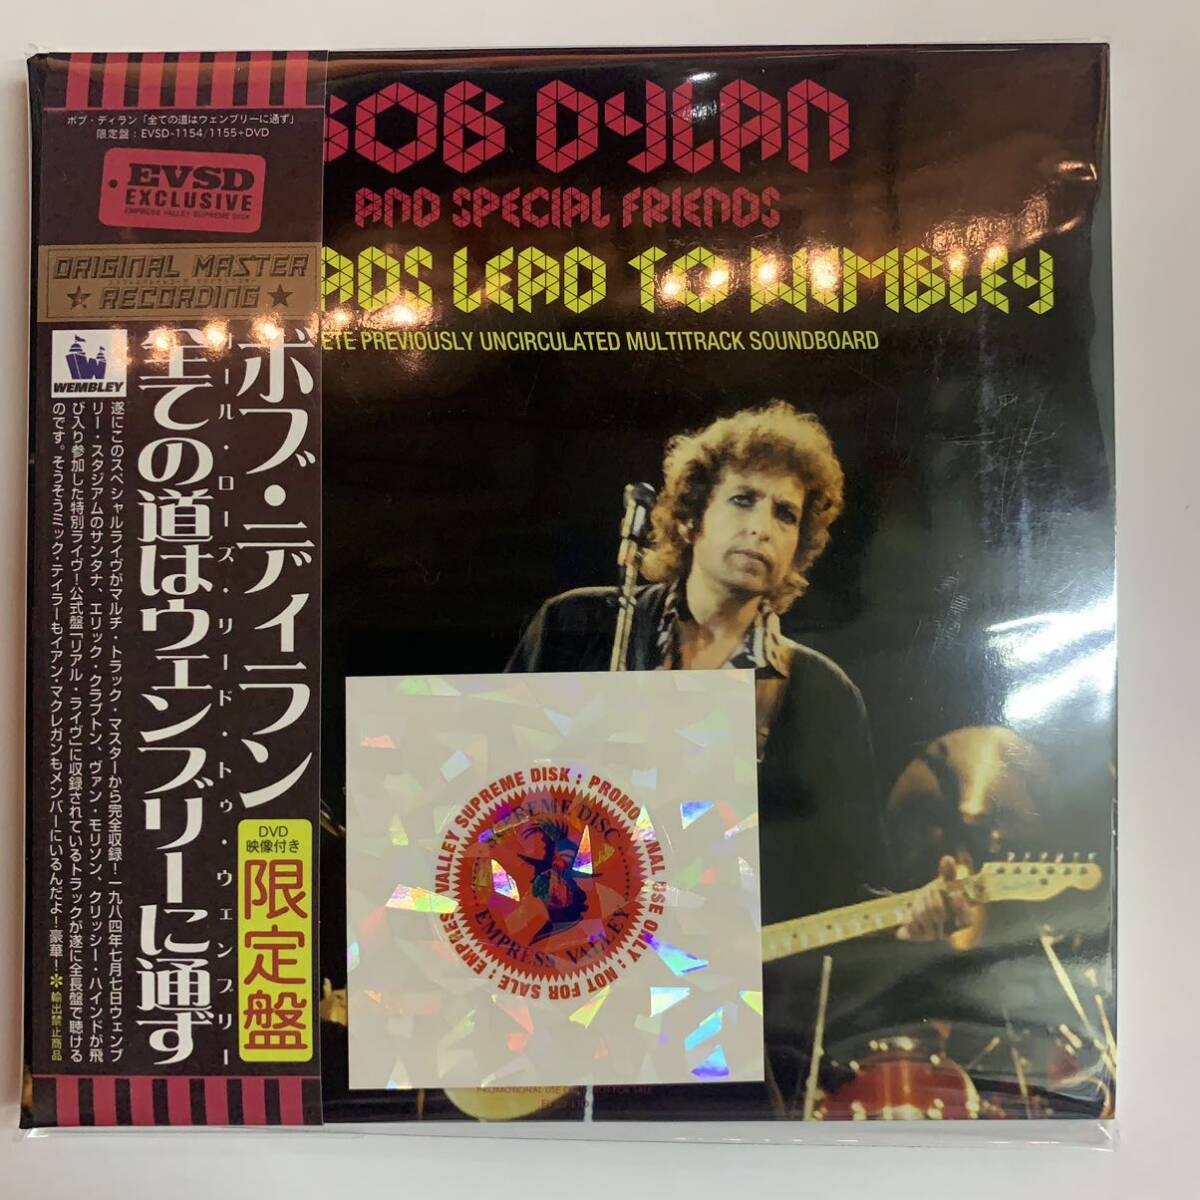 ボブ・ディラン「全ての道はウェンブリーに通ず」
限定盤：EVSD-1154/1155+DVD
EVSD
EXCLUSIVE
EMPRESS VALLEY SUPREME DISK
ORIGINAL MASTER
RECORDING
WEMBLEY
ボブ・ディラン
オール・ローズ・リード・トゥ・ウェンブリー
全ての道はウェンブリーに通ず
遂にこのスペシャルライヴがマルチ・トラック・マスターから完全収録！一九八四年七月七日ウェンブ
リー・スタジアムのサンタナ、エリック・クラプトン、ヴァン・モリソン、クリッシー・ハインドが飛
び入り参加した特別ライヴ！公式盤「リアル・ライヴ」に収録されているトラックが遂に全長盤で聴ける
のです。そうそうミック・テイラーもイアン・マクレガンもメンバーにいるんだよ！豪華！
✽輸出禁止商品
DVD
映像付き
限定盤
BOB DYLAN
AND SPECIAL FRIENDS
ADS LEAD TO WEMBLEY
ETE PREVIOUSLY UNCIRCULATED MULTITRACK SOUNDBOARD
EMPRESS VALLEY SUPREME DISK : PROMOTIONAL USE ONLY : NOT FOR SALE :
SUPREME DISC
EMPRESS VALLEY